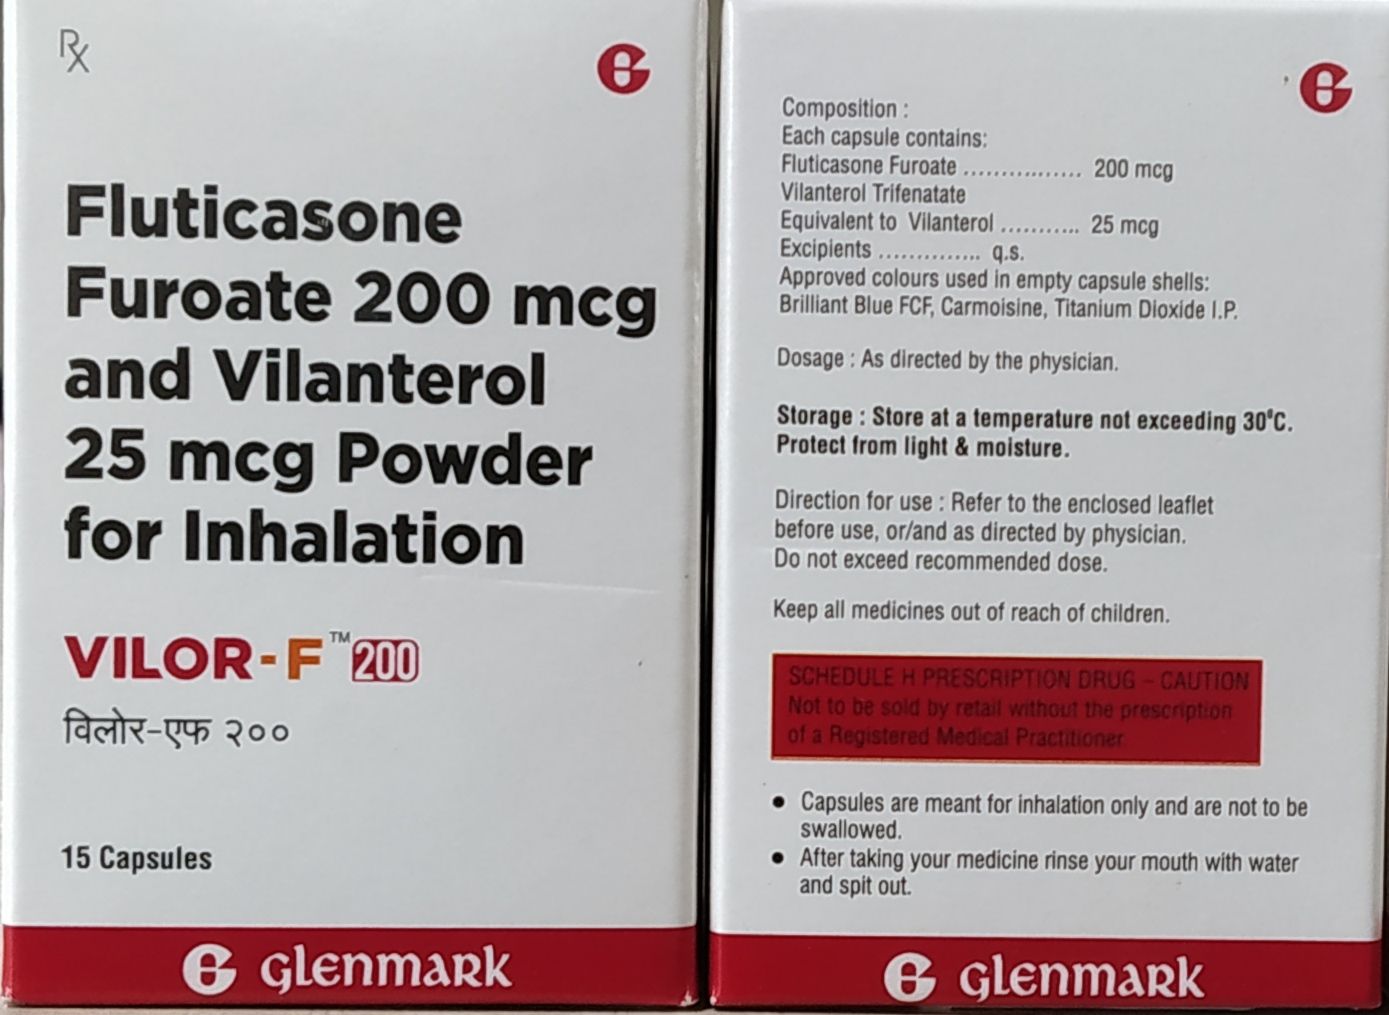 Rx
Fluticasone
Furoate 200 mcg
and Vilanterol
25 mcg Powder
for Inhalation
VILOR-F™ 200
विलोर-एफ २००
15 Capsules
GLENMARK
Composition :
Each capsule contains:
Fluticasone Furoate ................ 200 mcg
Vilanterol Trifenatate
Equivalent to Vilanterol ........... 25 mcg
Excipients .............. q.s.
Approved colours used in empty capsule shells:
Brilliant Blue FCF, Carmoisine, Titanium Dioxide I.P.
Dosage : As directed by the physician.
Storage : Store at a temperature not exceeding 30°C.
Protect from light & moisture.
Direction for use : Refer to the enclosed leaflet
before use, or/and as directed by physician.
Do not exceed recommended dose.
Keep all medicines out of reach of children.
SCHEDULE H PRESCRIPTION DRUG – CAUTION
Not to be sold by retail without the prescription
of a Registered Medical Practitioner.
• Capsules are meant for inhalation only and are not to be
swallowed.
• After taking your medicine rinse your mouth with water
and spit out.
GLENMARK